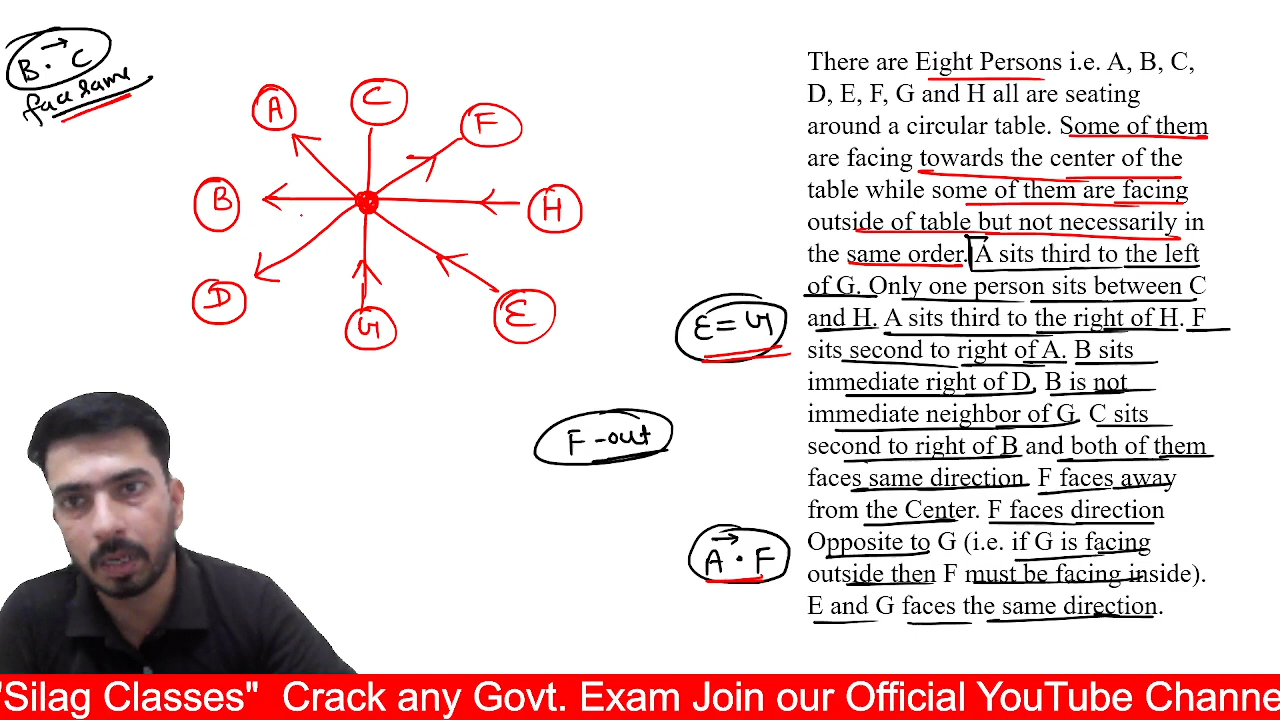 B · C
face same
A
C
F
B
H
D
G
E
E = G
F - out
A · F
There are Eight Persons i.e. A, B, C,
D, E, F, G and H all are seating
around a circular table. Some of them
are facing towards the center of the
table while some of them are facing
outside of table but not necessarily in
the same order. A sits third to the left
of G. Only one person sits between C
and H. A sits third to the right of H. F
sits second to right of A. B sits
immediate right of D, B is not
immediate neighbor of G. C sits
second to right of B and both of them
faces same direction. F faces away
from the Center. F faces direction
Opposite to G (i.e. if G is facing
outside then F must be facing inside).
E and G faces the same direction.
"Silag Classes" Crack any Govt. Exam Join our Official YouTube Channe